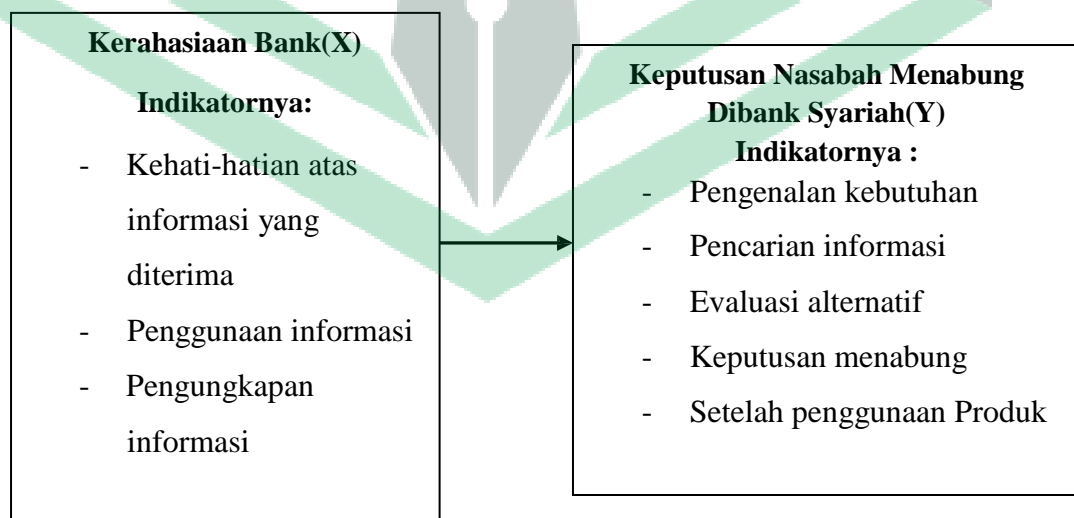 Kerahasiaan Bank(X)
Indikatornya:
- Kehati-hatian atas
informasi yang
diterima
- Penggunaan informasi
- Pengungkapan
informasi
Keputusan Nasabah Menabung
Dibank Syariah(Y)
Indikatornya :
- Pengenalan kebutuhan
- Pencarian informasi
- Evaluasi alternatif
- Keputusan menabung
- Setelah penggunaan Produk